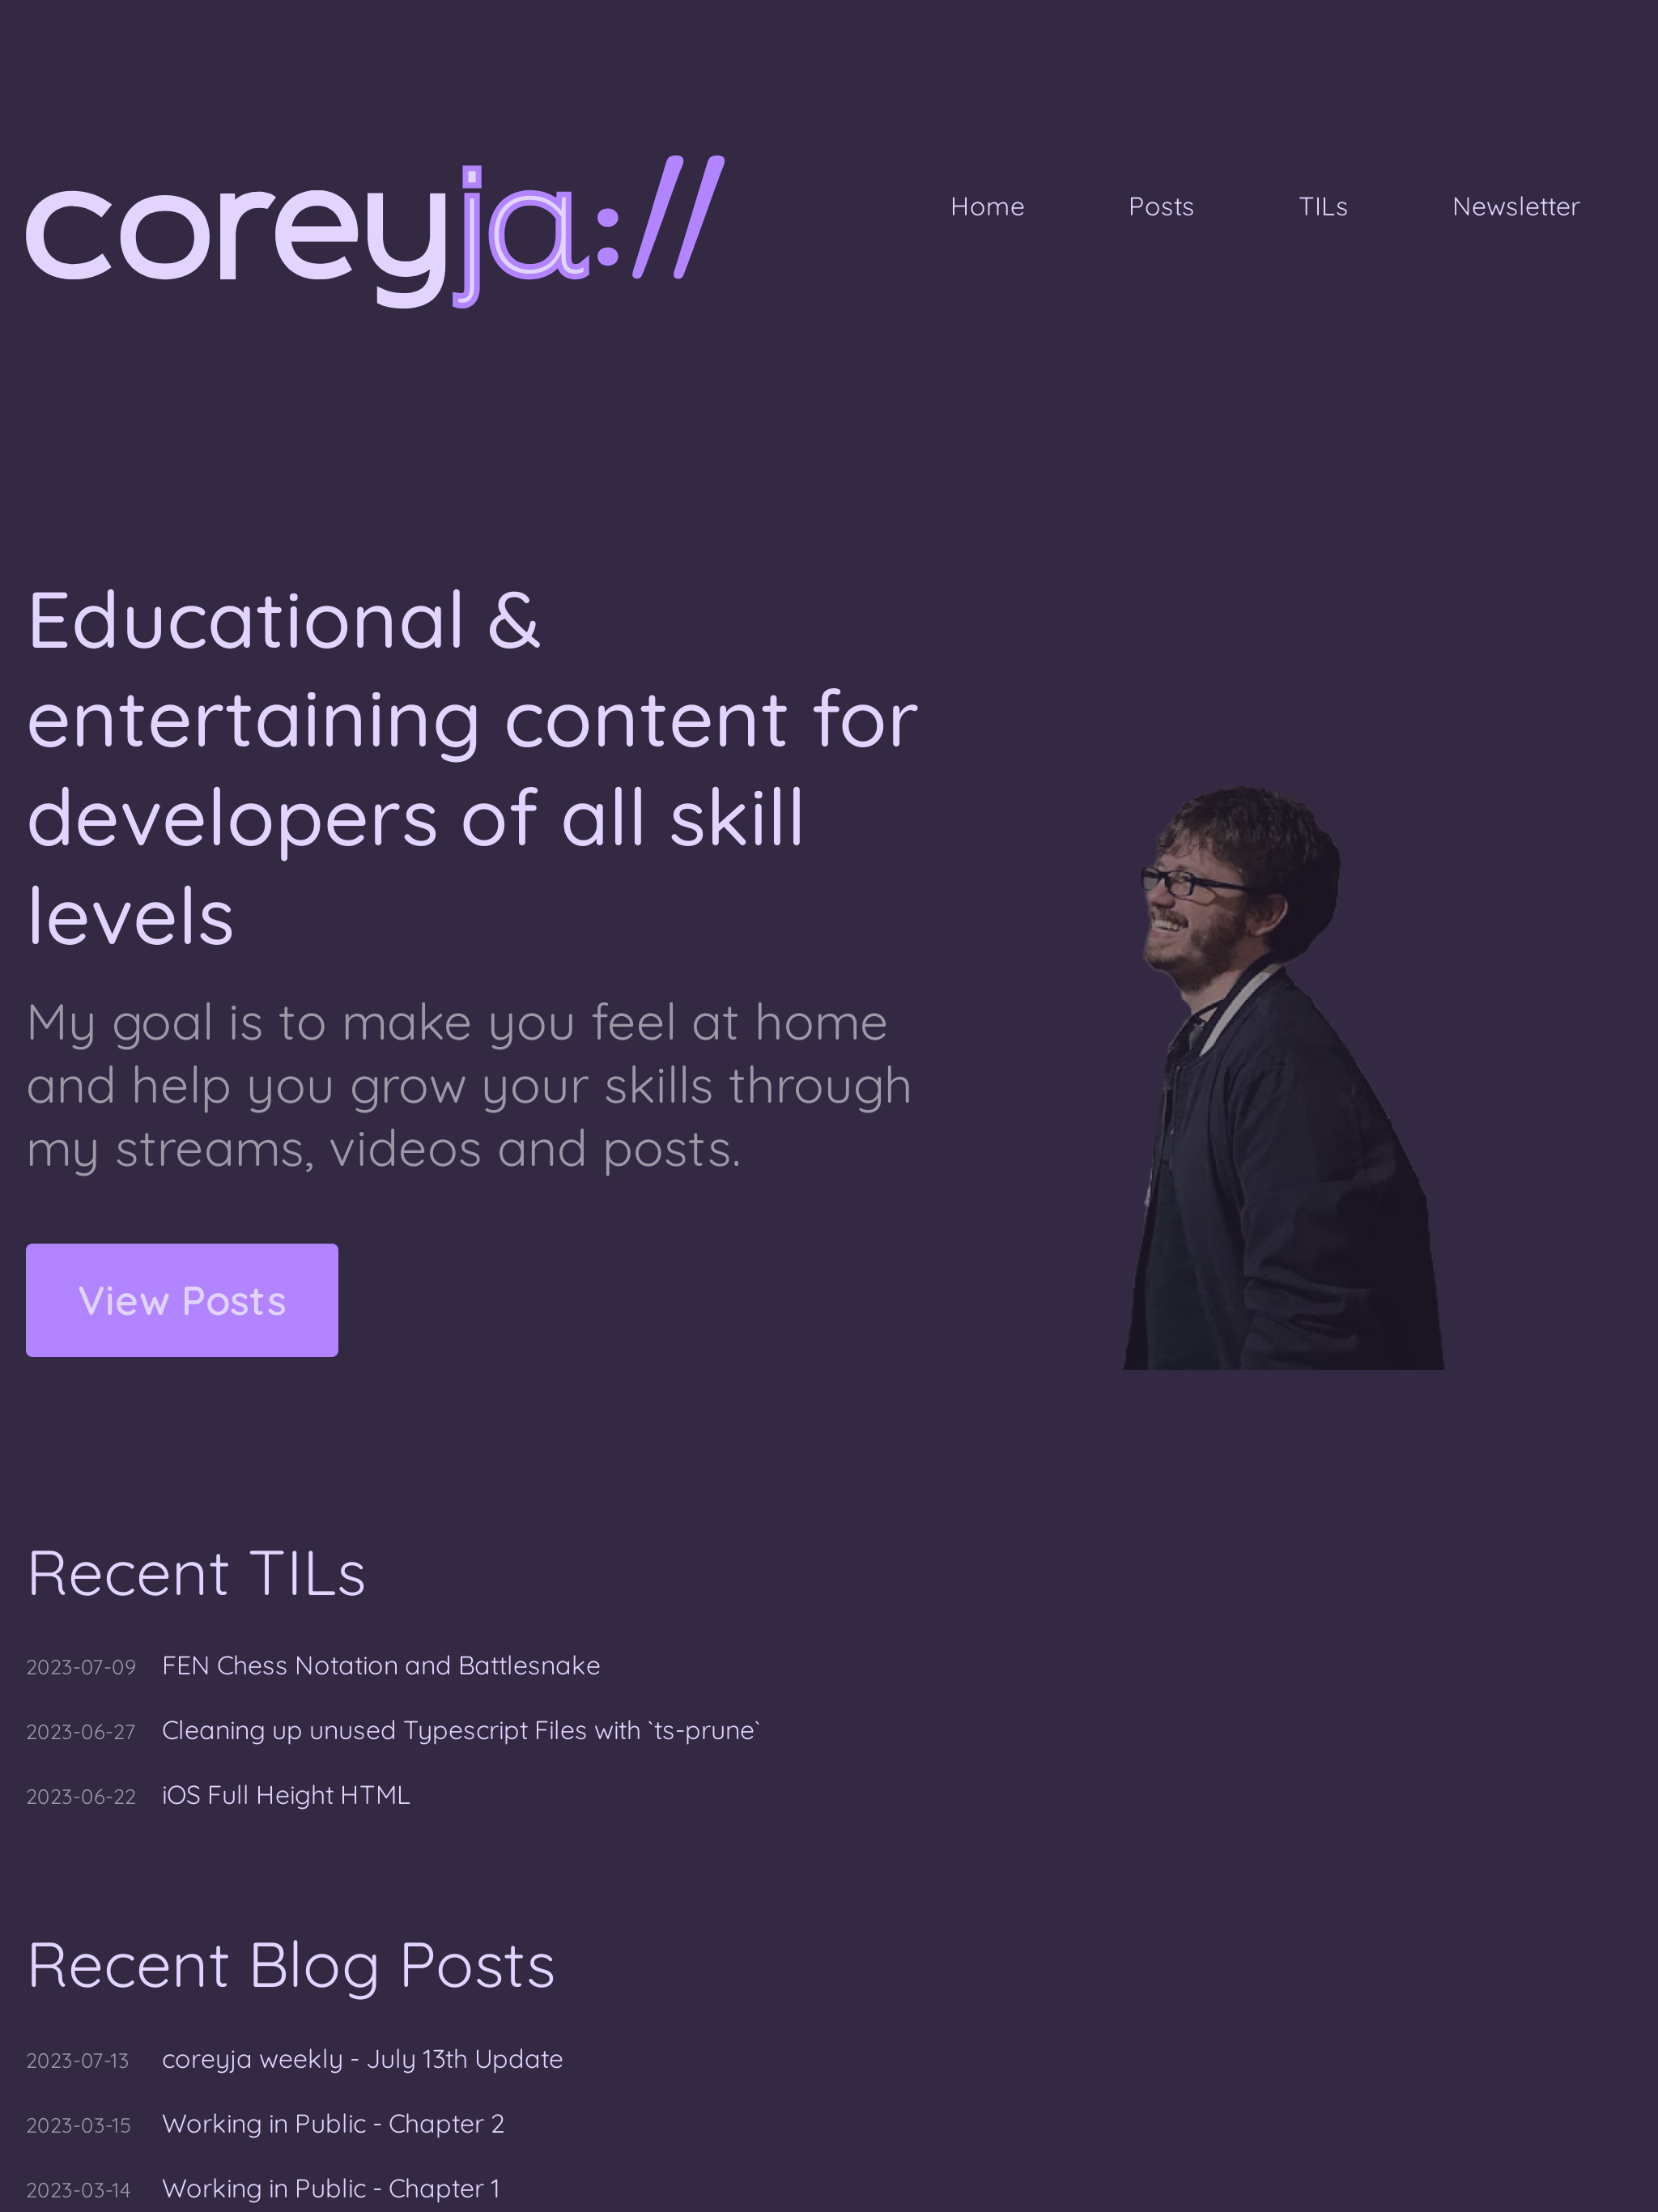 coreyja://
Home Posts TILs Newsletter
Educational &
entertaining content for
developers of all skill
levels
My goal is to make you feel at home
and help you grow your skills through
my streams, videos and posts.
View Posts
Recent TILs
2023-07-09 FEN Chess Notation and Battlesnake
2023-06-27 Cleaning up unused Typescript Files with `ts-prune`
2023-06-22 iOS Full Height HTML
Recent Blog Posts
2023-07-13 coreyja weekly - July 13th Update
2023-03-15 Working in Public - Chapter 2
2023-03-14 Working in Public - Chapter 1